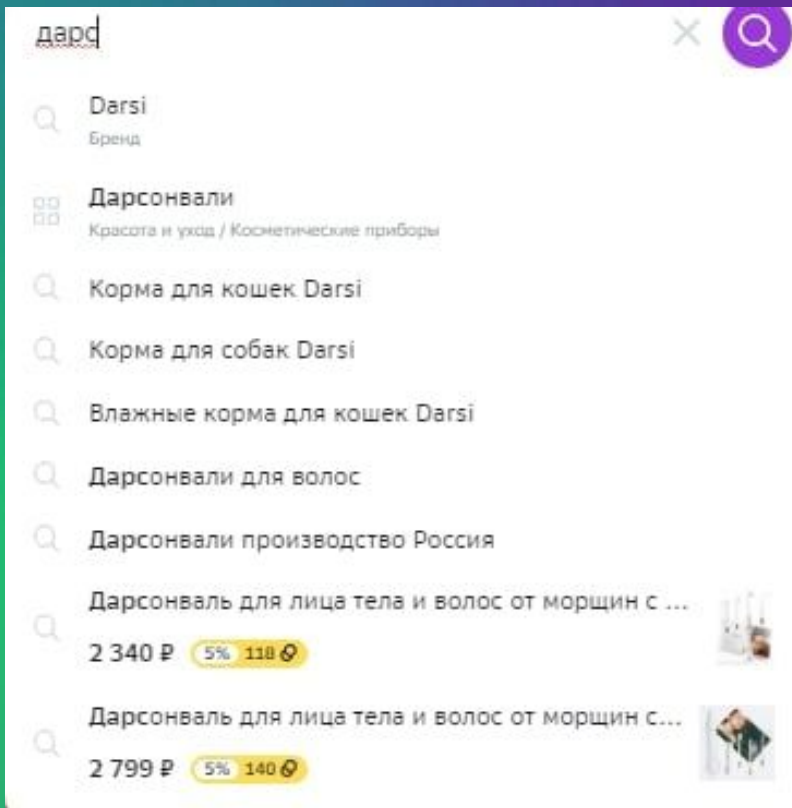 дарс
Darsi
Бренд
Дарсонвали
Красота и уход / Косметические приборы
Корма для кошек Darsi
Корма для собак Darsi
Влажные корма для кошек Darsi
Дарсонвали для волос
Дарсонвали производство Россия
Дарсонваль для лица тела и волос от морщин с ...
2 340 ₽ 5% 118
Дарсонваль для лица тела и волос от морщин с...
2 799 ₽ 5% 140